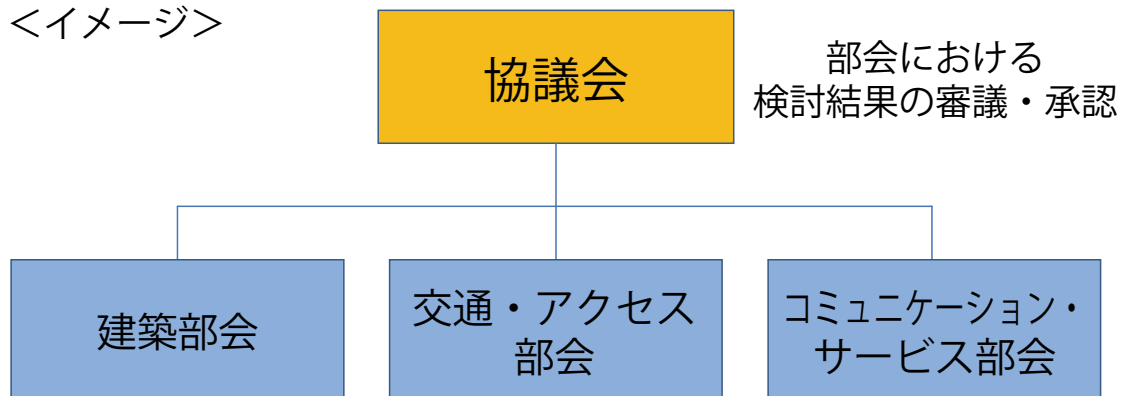 ＜イメージ＞
協議会
部会における
検討結果の審議・承認
建築部会
交通・アクセス
部会
コミュニケーション・
サービス部会